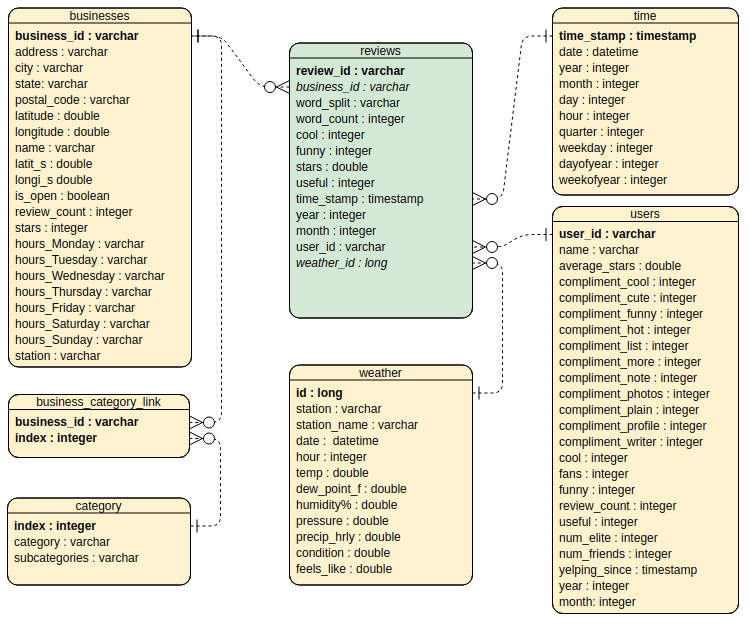 businesses
business_id : varchar
address : varchar
city : varchar
state: varchar
postal_code : varchar
latitude : double
longitude : double
name : varchar
latit_s : double
longi_s double
is_open : boolean
review_count : integer
stars : integer
hours_Monday : varchar
hours_Tuesday : varchar
hours_Wednesday : varchar
hours_Thursday : varchar
hours_Friday : varchar
hours_Saturday : varchar
hours_Sunday : varchar
station : varchar
business_category_link
business_id : varchar
index : integer
category
index : integer
category : varchar
subcategories : varchar
reviews
review_id : varchar
business_id : varchar
word_split : varchar
word_count : integer
cool : integer
funny : integer
stars : double
useful : integer
time_stamp : timestamp
year : integer
month : integer
user_id : varchar
weather_id : long
weather
id : long
station : varchar
station_name : varchar
date :  datetime
hour : integer
temp : double
dew_point_f : double
humidity% : double
pressure : double
precip_hrly : double
condition : double
feels_like : double
time
time_stamp : timestamp
date : datetime
year : integer
month : integer
day : integer
hour : integer
quarter : integer
weekday : integer
dayofyear : integer
weekofyear : integer
users
user_id : varchar
name : varchar
average_stars : double
compliment_cool : integer
compliment_cute : integer
compliment_funny : integer
compliment_hot : integer
compliment_list : integer
compliment_more : integer
compliment_note : integer
compliment_photos : integer
compliment_plain : integer
compliment_profile : integer
compliment_writer : integer
cool : integer
fans : integer
funny : integer
review_count : integer
useful : integer
num_elite : integer
num_friends : integer
yelping_since : timestamp
year : integer
month: integer